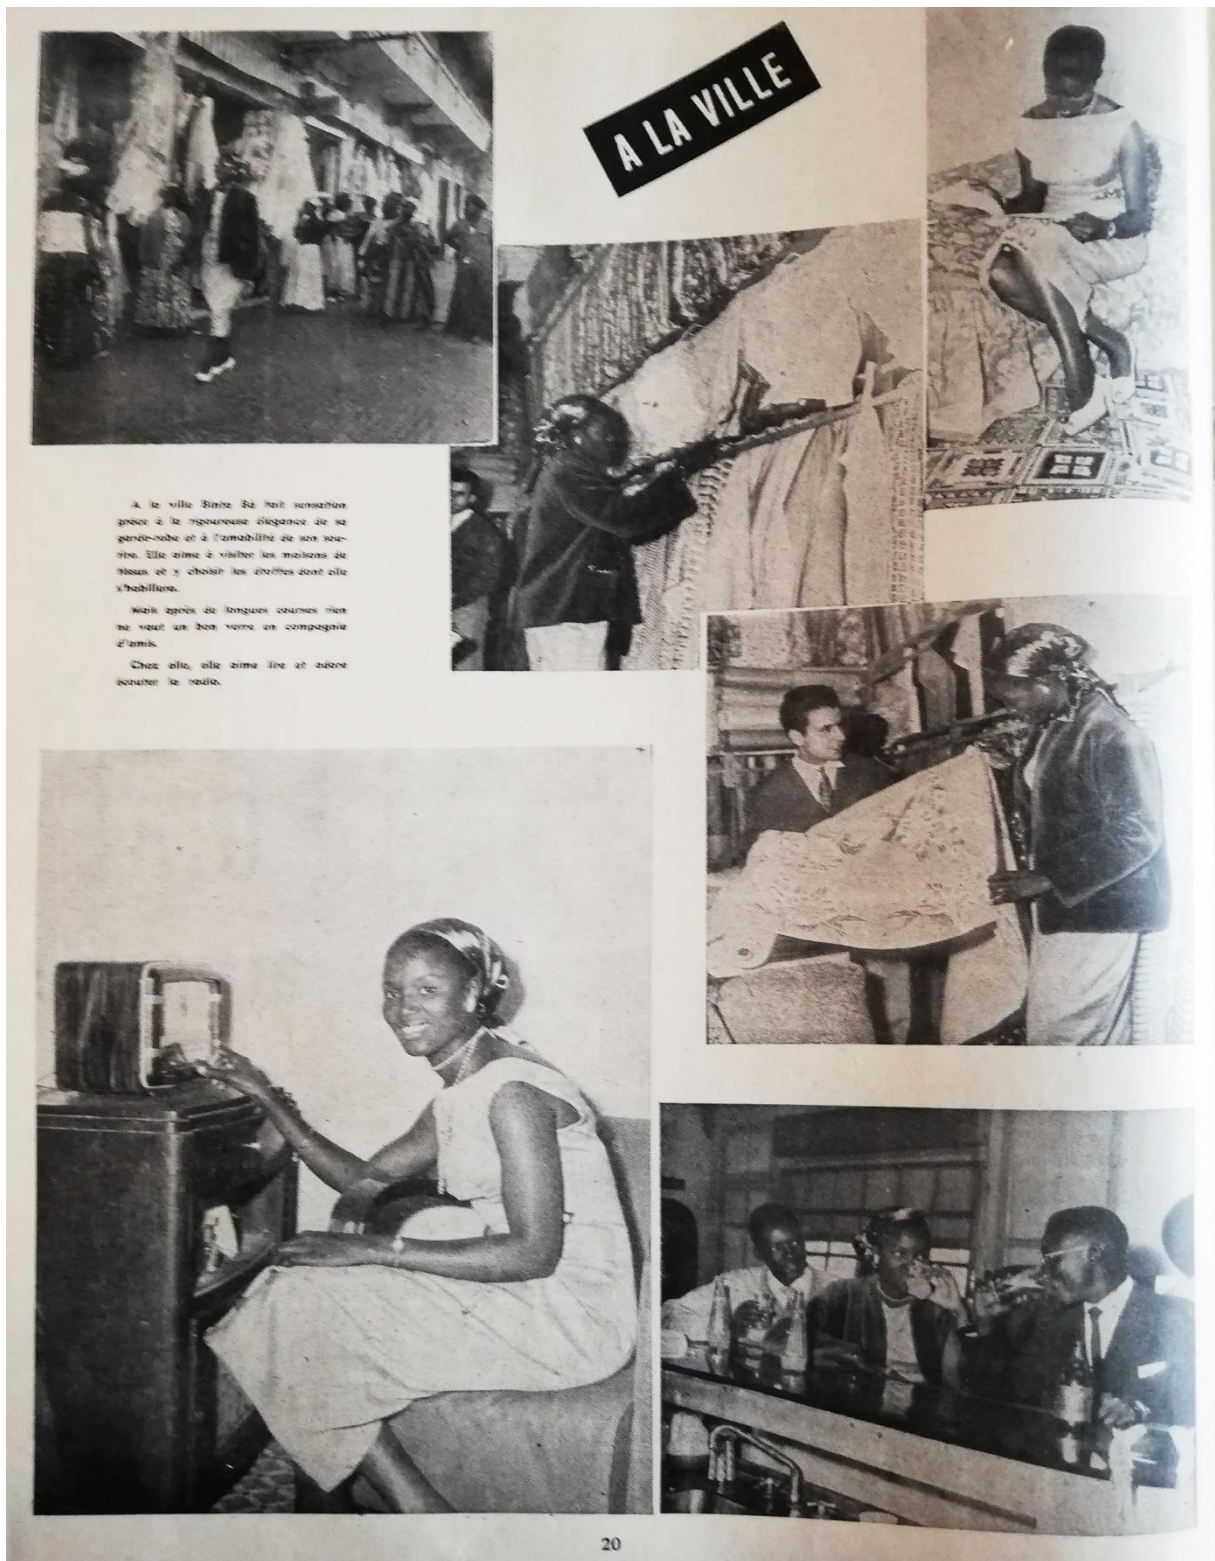 A LA VILLE
A la ville Binta Bâ fait sensation
grâce à la rigoureuse élégance de sa
garde-robe et à l'amabilité de son sou-
rire. Elle aime à visiter les maisons de
tissus et y choisir les étoffes dont elle
s'habillera.
Mais après de longues courses rien
ne vaut un bon verre en compagnie
d'amis.
Chez elle, elle aime lire et adore
écouter la radio.
20